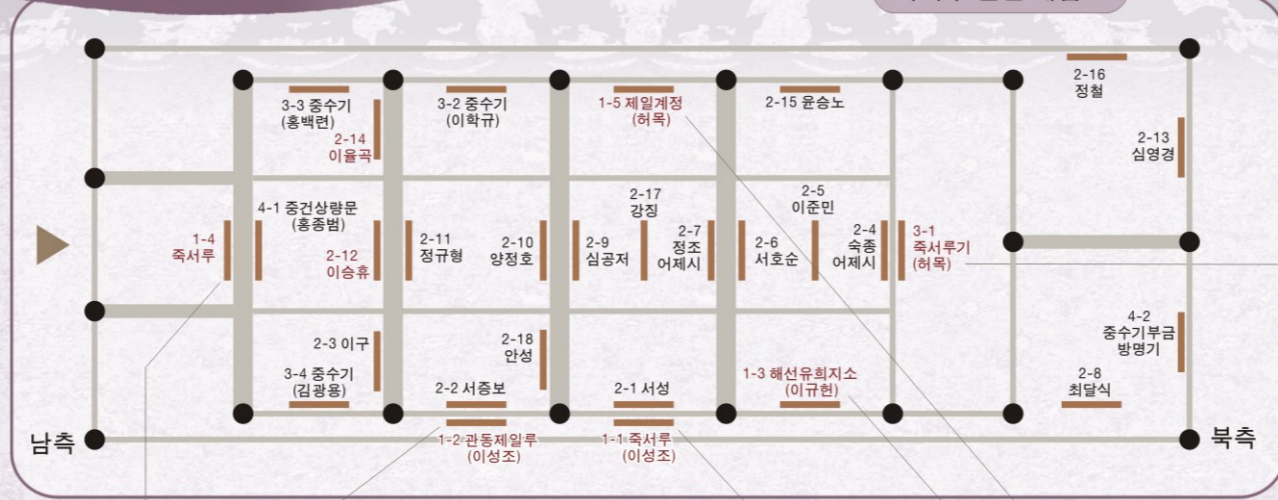 2-16
정철
3-3 중수기
(홍백련)
3-2 중수기
(이학규)
1-5 제일계정
(허목)
2-15 윤승노
2-14
이율곡
2-13
심영경
4-1 중건상량문
(홍종범)
2-17
강징
2-5
이준민
1-4
죽서루
2-12
이승휴
2-11
정규형
2-10
양정호
2-9
심공저
2-7
정조
어제시
2-6
서호순
2-4
숙종
어제시
3-1
죽서루기
(허목)
2-3 이구
2-18
안성
4-2
중수기부금
방명기
3-4 중수기
(김광용)
2-2 서증보
2-1 서성
1-3 해선유희지소
(이규헌)
2-8
최달식
남측
1-2 관동제일루
(이성조)
1-1 죽서루
(이성조)
북측